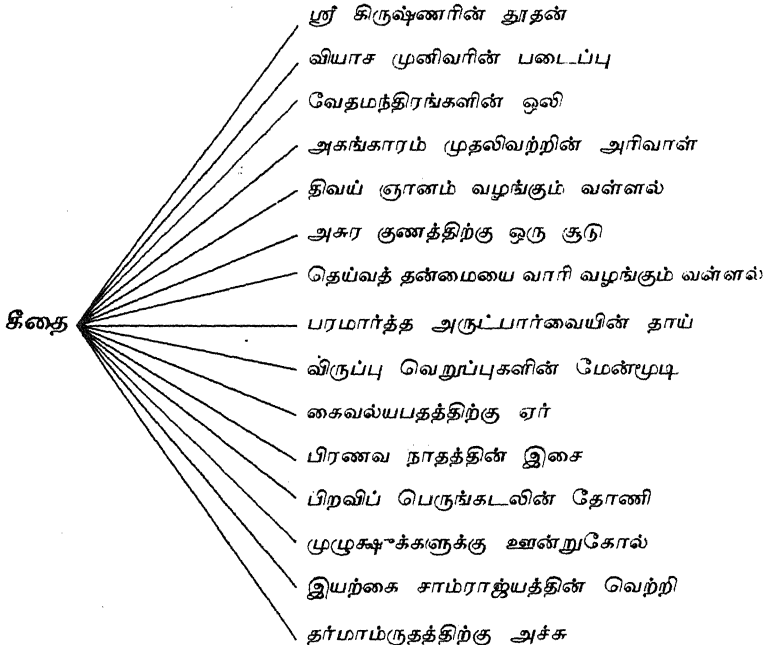 ஸ்ரீ கிருஷ்ணரின் தூதன்
வியாச முனிவரின் படைப்பு
வேதமந்திரங்களின் ஒலி
அகங்காரம் முதலிவற்றின் அரிவாள்
திவய் ஞானம் வழங்கும் வள்ளல்
அசுர குணத்திற்கு ஒரு சூடு
தெய்வத் தன்மையை வாரி வழங்கும் வள்ளல்
கீதை
பரமார்த்த அருட்பார்வையின் தாய்
விருப்பு வெறுப்புகளின் மேன்மூடி
கைவல்யபதத்திற்கு ஏர்
பிரணவ நாதத்தின் இசை
பிறவிப் பெருங்கடலின் தோணி
முழுக்ஷுக்களுக்கு ஊன்றுகோல்
இயற்கை சாம்ராஜ்யத்தின் வெற்றி
தர்மாம்ருதத்திற்கு அச்சு